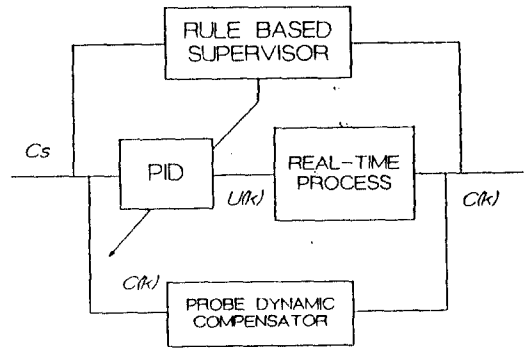 RULE BASED
SUPERVISOR
Cs
PID
REAL-TIME
PROCESS
U(k)
C(k)
C(k)
PROBE DYNAMIC
COMPENSATOR